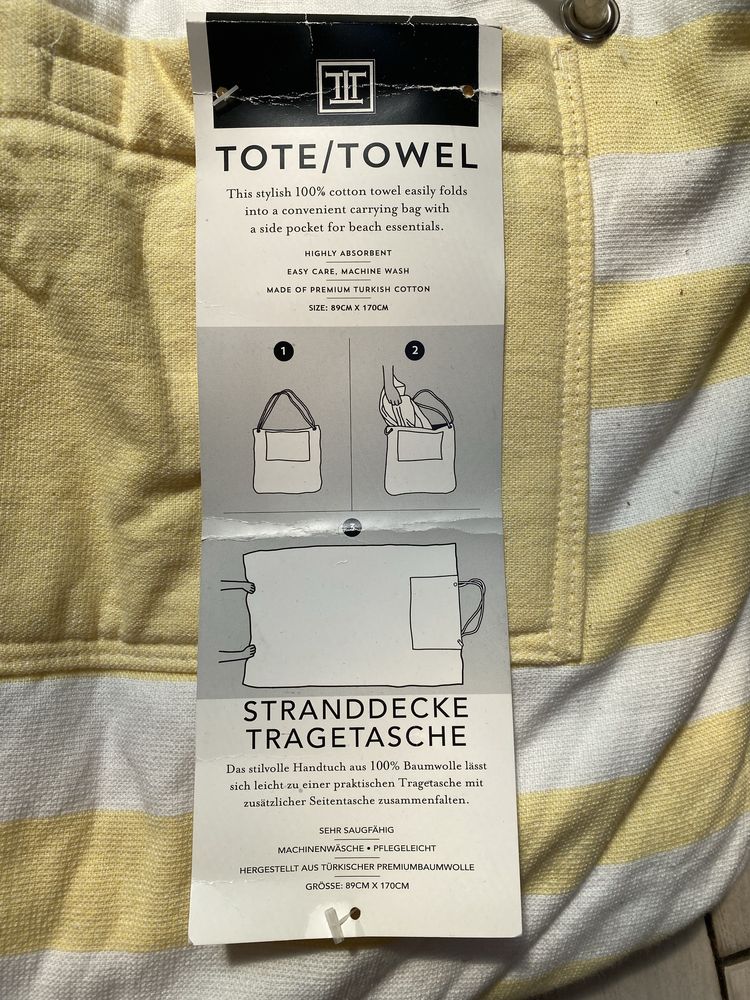 TOTE/TOWEL
This stylish 100% cotton towel easily folds
into a convenient carrying bag with
a side pocket for beach essentials.
HIGHLY ABSORBENT
EASY CARE, MACHINE WASH
MADE OF PREMIUM TURKISH COTTON
SIZE: 89CM X 170CM
1
2
3
STRANDDECKE
TRAGETASCHE
Das stilvolle Handtuch aus 100% Baumwolle lässt
sich leicht zu einer praktischen Tragetasche mit
zusätzlicher Seitentasche zusammenfalten.
SEHR SAUGFÄHIG
MACHINENWÄSCHE • PFLEGELEICHT
HERGESTELLT AUS TÜRKISCHER PREMIUMBAUMWOLLE
GRÖSSE: 89CM X 170CM